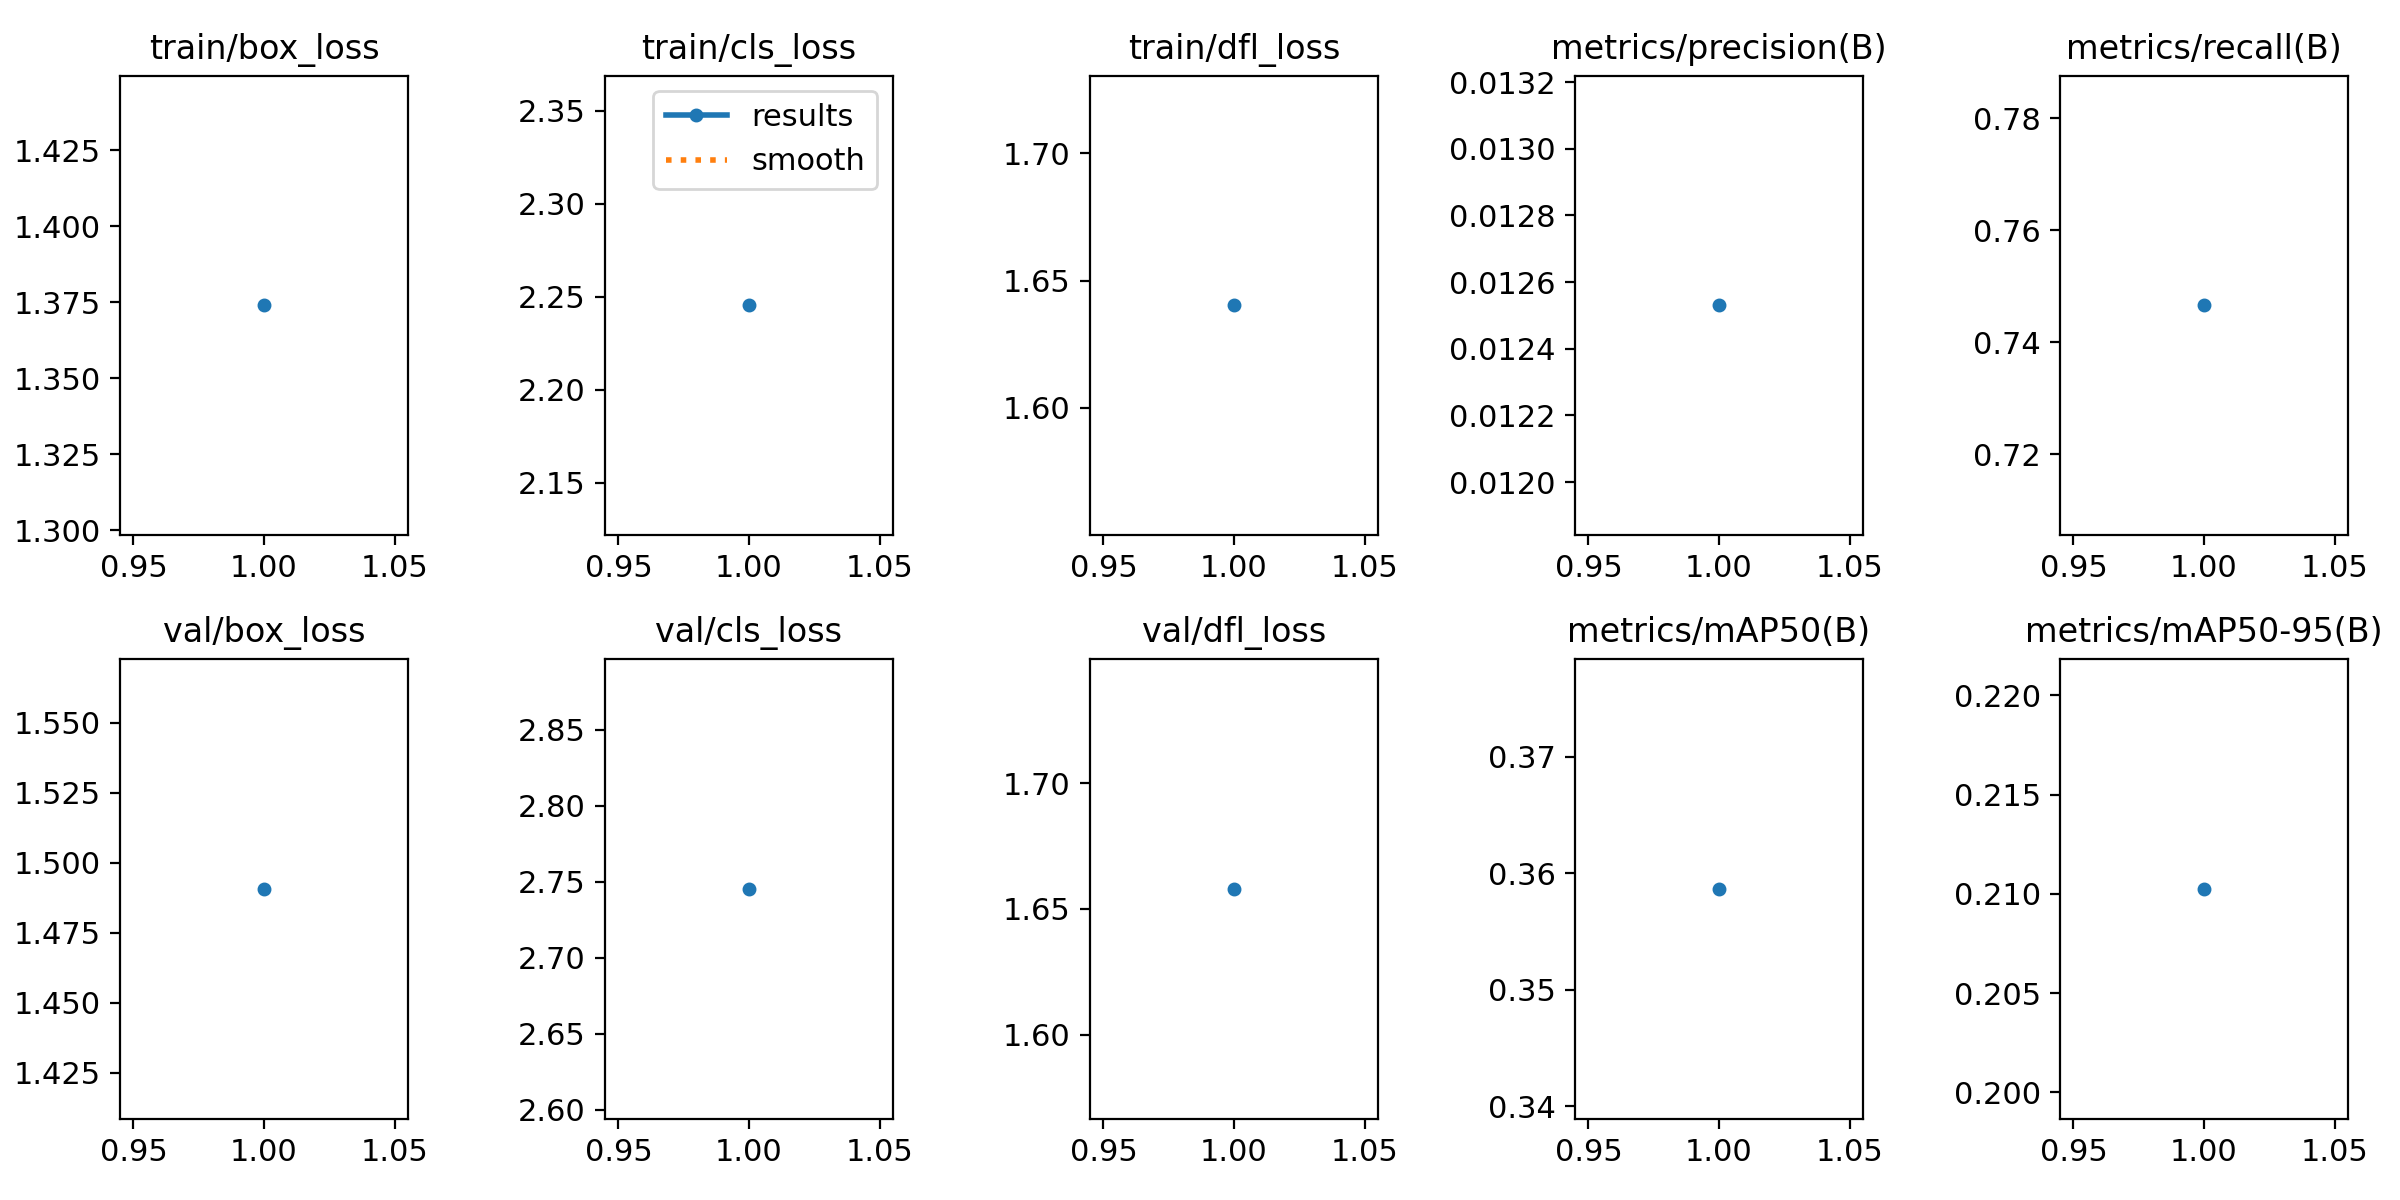 train/box_loss
1.425
1.400
1.375
1.350
1.325
1.300
0.95 1.00 1.05
train/cls_loss
results
smooth
2.35
2.30
2.25
2.20
2.15
0.95 1.00 1.05
train/dfl_loss
1.70
1.65
1.60
0.95 1.00 1.05
metrics/precision(B)
0.0132
0.0130
0.0128
0.0126
0.0124
0.0122
0.0120
0.95 1.00 1.05
metrics/recall(B)
0.78
0.76
0.74
0.72
0.95 1.00 1.05
val/box_loss
1.550
1.525
1.500
1.475
1.450
1.425
0.95 1.00 1.05
val/cls_loss
2.85
2.80
2.75
2.70
2.65
2.60
0.95 1.00 1.05
val/dfl_loss
1.70
1.65
1.60
0.95 1.00 1.05
metrics/mAP50(B)
0.37
0.36
0.35
0.34
0.95 1.00 1.05
metrics/mAP50-95(B)
0.220
0.215
0.210
0.205
0.200
0.95 1.00 1.05